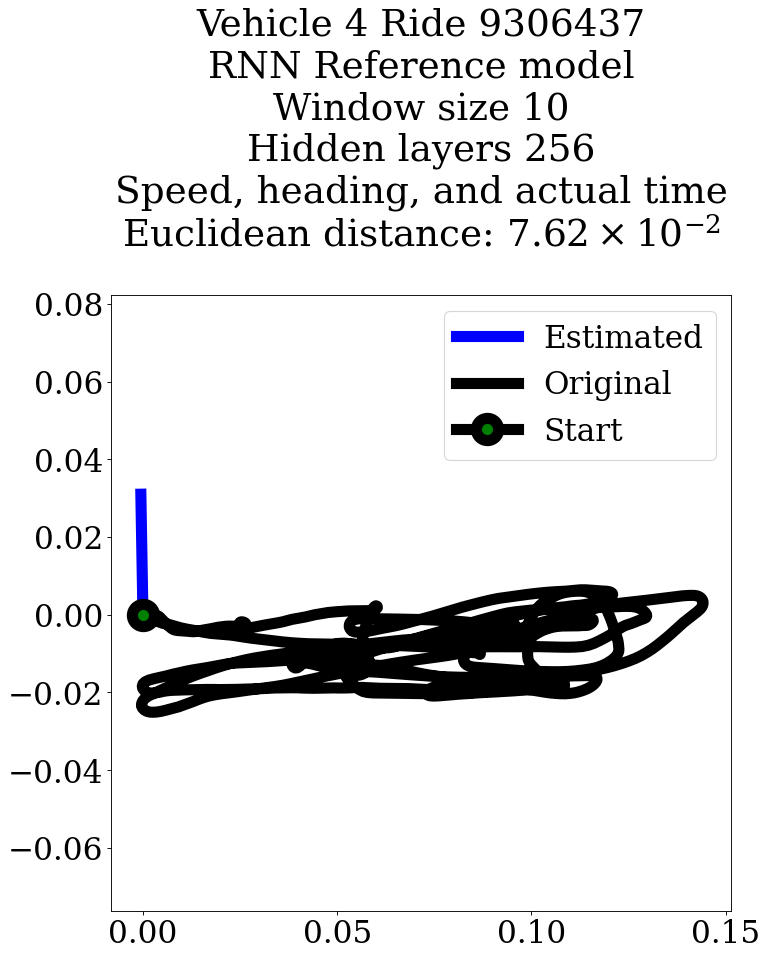 Vehicle 4 Ride 9306437
RNN Reference model
Window size 10
Hidden layers 256
Speed, heading, and actual time
Euclidean distance: 7.62 × 10⁻²
0.08
Estimated
0.06
Original
Start
0.04
0.02
0.00
−0.02
−0.04
−0.06
0.00 0.05 0.10 0.15